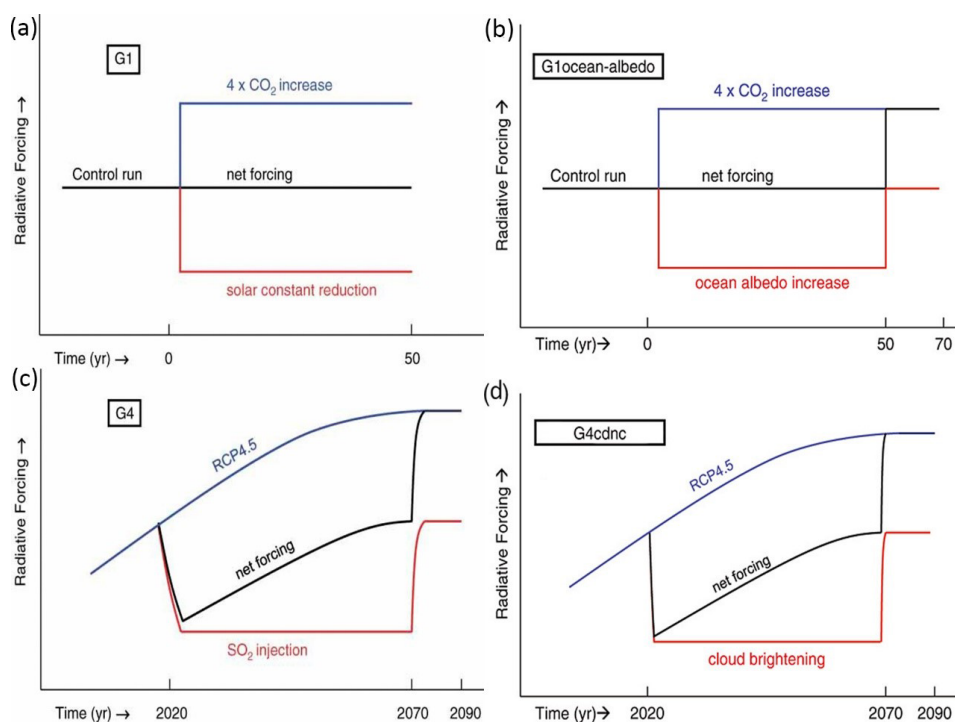 (a)
G1
4 x CO₂ increase
Control run
net forcing
solar constant reduction
Radiative Forcing →
Time (yr) →
0
50
(b)
G1ocean-albedo
4 x CO₂ increase
Control run
net forcing
ocean albedo increase
Radiative Forcing →
Time (yr)→
0
50
70
(c)
G4
RCP4.5
net forcing
SO₂ injection
Radiative Forcing →
Time (yr) →
2020
2070
2090
(d)
G4cdnc
RCP4.5
net forcing
cloud brightening
Radiative Forcing →
Time (yr)→
2020
2070
2090